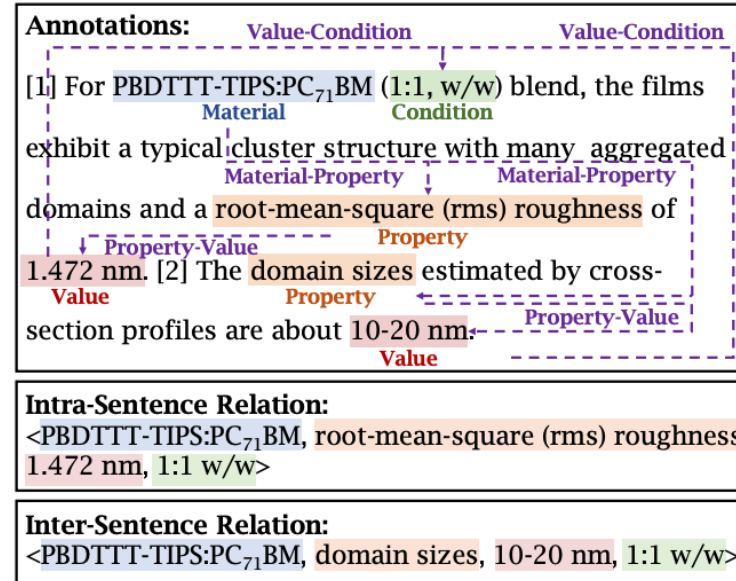 Annotations:
Value-Condition
Value-Condition
[1] For PBDTTT-TIPS:PC₇₁BM (1:1, w/w) blend, the films
Material
Condition
exhibit a typical cluster structure with many aggregated
Material-Property
Material-Property
domains and a root-mean-square (rms) roughness of
Property-Value
Property
1.472 nm. [2] The domain sizes estimated by cross-
Value
Property
section profiles are about 10-20 nm.
Property-Value
Value
Intra-Sentence Relation:
<PBDTTT-TIPS:PC₇₁BM, root-mean-square (rms) roughness
1.472 nm, 1:1 w/w>
Inter-Sentence Relation:
<PBDTTT-TIPS:PC₇₁BM, domain sizes, 10-20 nm, 1:1 w/w>